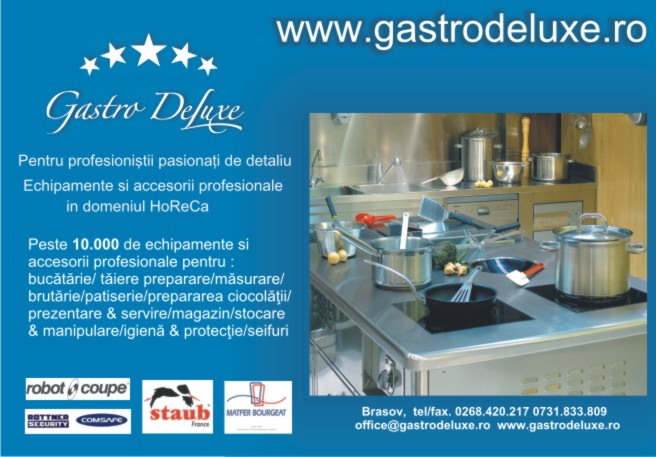 www.gastrodeluxe.ro
Gastro DeLuxe
Pentru profesioniștii pasionați de detaliu
Echipamente si accesorii profesionale
in domeniul HoReCa
Peste 10.000 de echipamente si
accesorii profesionale pentru :
bucătărie/ tăiere preparare/măsurare/
brutărie/patiserie/prepararea ciocolăţii/
prezentare & servire/magazin/stocare
& manipulare/igienă & protecţie/seifuri
robot coupe®
ROTTNER
SECURITY
COMSAFE
staub
France
MATFER BOURGEAT
Brasov, tel/fax. 0268.420.217 0731.833.809
office@gastrodeluxe.ro www.gastrodeluxe.ro